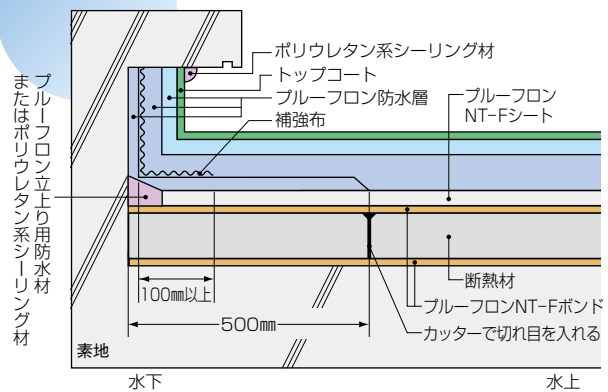 ポリウレタン系シーリング材
トップコート
プルーフロン防水層
補強布
プルーフロン
NT-Fシート
プルーフロン立上り用防水材
またはポリウレタン系シーリング材
100㎜以上
500㎜
断熱材
プルーフロンNT-Fボンド
カッターで切れ目を入れる
素地
水下
水上